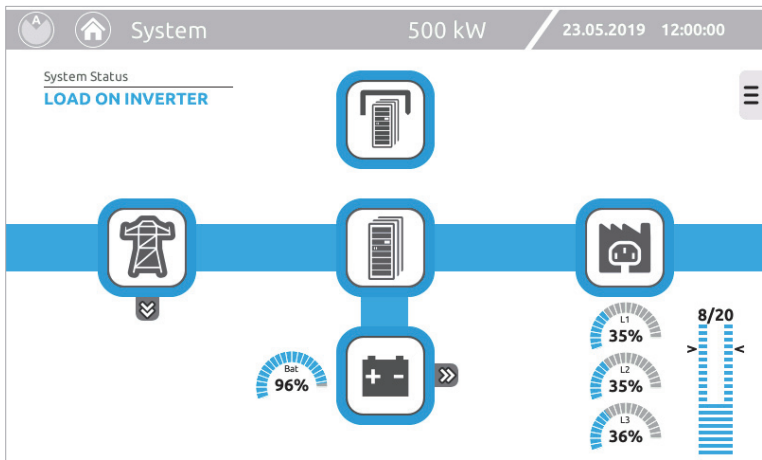 A
System
500 kW
23.05.2019 12:00:00
System Status
LOAD ON INVERTER
L1
35%
8/20
> <
L2
35%
Bat
96%
+ -
L3
36%